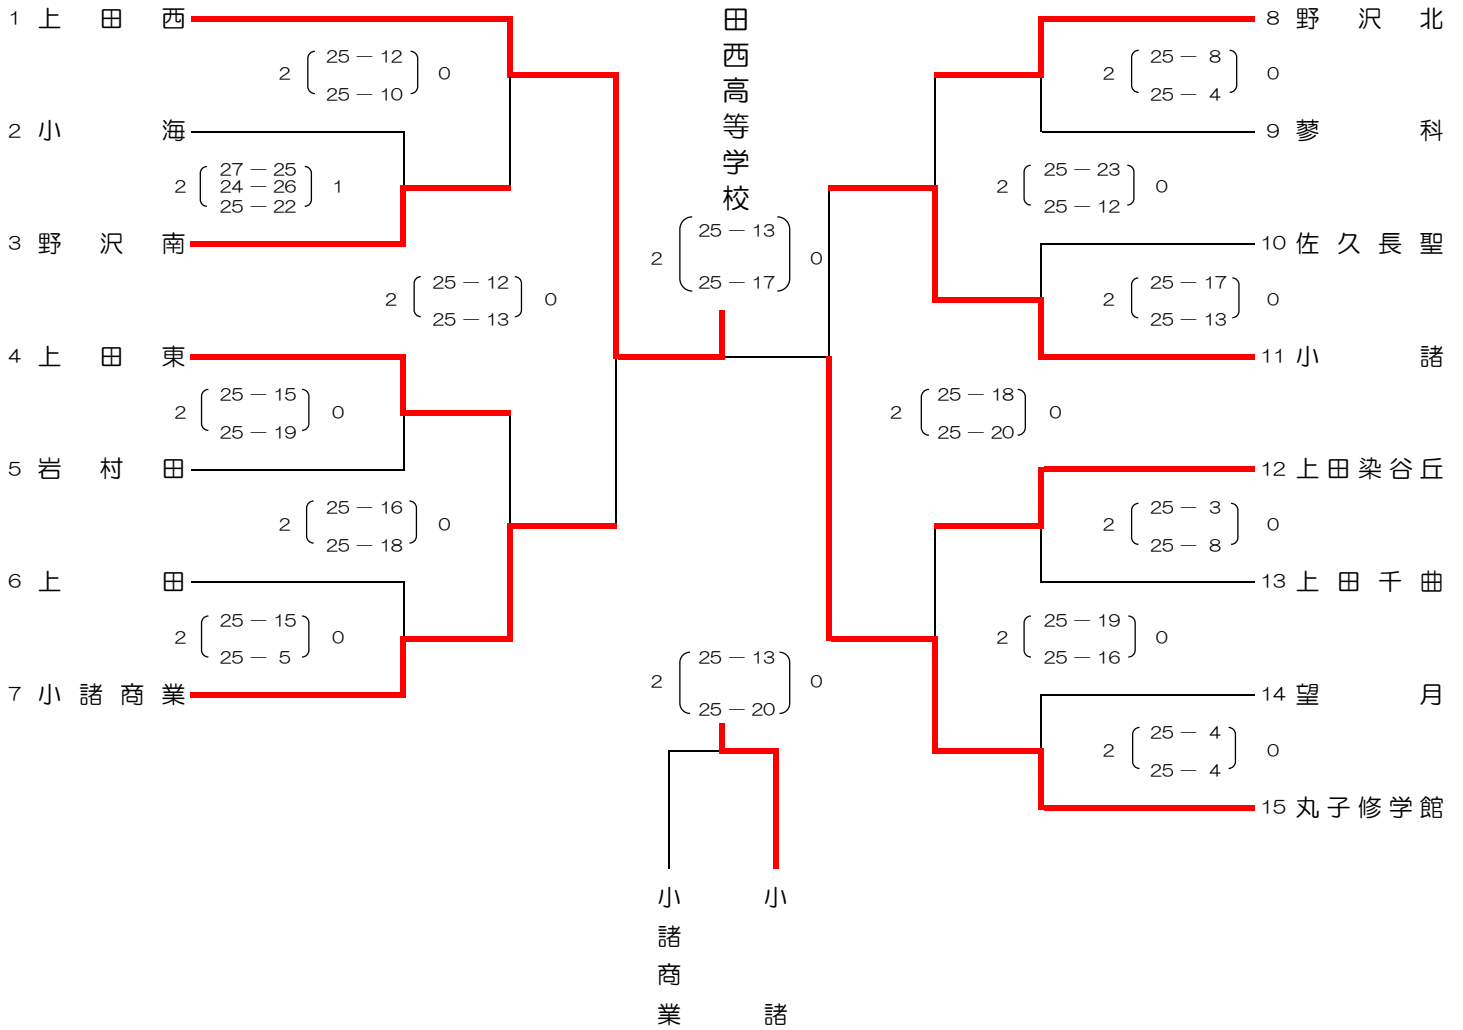 1 上田西
2 (25－12 25－10) 0
2 小海
2 (27－25 24－26 25－22) 1
3 野沢南
2 (25－12 25－13) 0
4 上田東
2 (25－15 25－19) 0
5 岩村田
2 (25－16 25－18) 0
6 上田
2 (25－15 25－5) 0
7 小諸商業
田西高等学校
2 (25－13 25－17) 0
2 (25－13 25－20) 0
小諸商業
小諸
8 野沢北
2 (25－8 25－4) 0
9 蓼科
2 (25－23 25－12) 0
10 佐久長聖
2 (25－17 25－13) 0
11 小諸
2 (25－18 25－20) 0
12 上田染谷丘
2 (25－3 25－8) 0
13 上田千曲
2 (25－19 25－16) 0
14 望月
2 (25－4 25－4) 0
15 丸子修学館